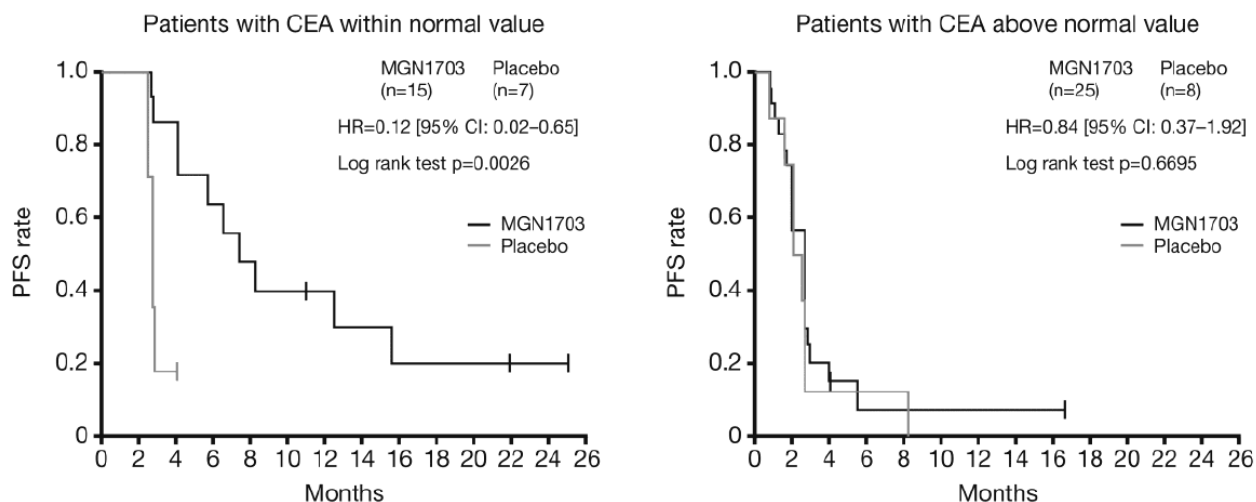 Patients with CEA within normal value
MGN1703 Placebo
(n=15) (n=7)
HR=0.12 [95% CI: 0.02–0.65]
Log rank test p=0.0026
MGN1703
Placebo
PFS rate
1.0
0.8
0.6
0.4
0.2
0
0 2 4 6 8 10 12 14 16 18 20 22 24 26
Months
Patients with CEA above normal value
MGN1703 Placebo
(n=25) (n=8)
HR=0.84 [95% CI: 0.37–1.92]
Log rank test p=0.6695
MGN1703
Placebo
PFS rate
1.0
0.8
0.6
0.4
0.2
0
0 2 4 6 8 10 12 14 16 18 20 22 24 26
Months